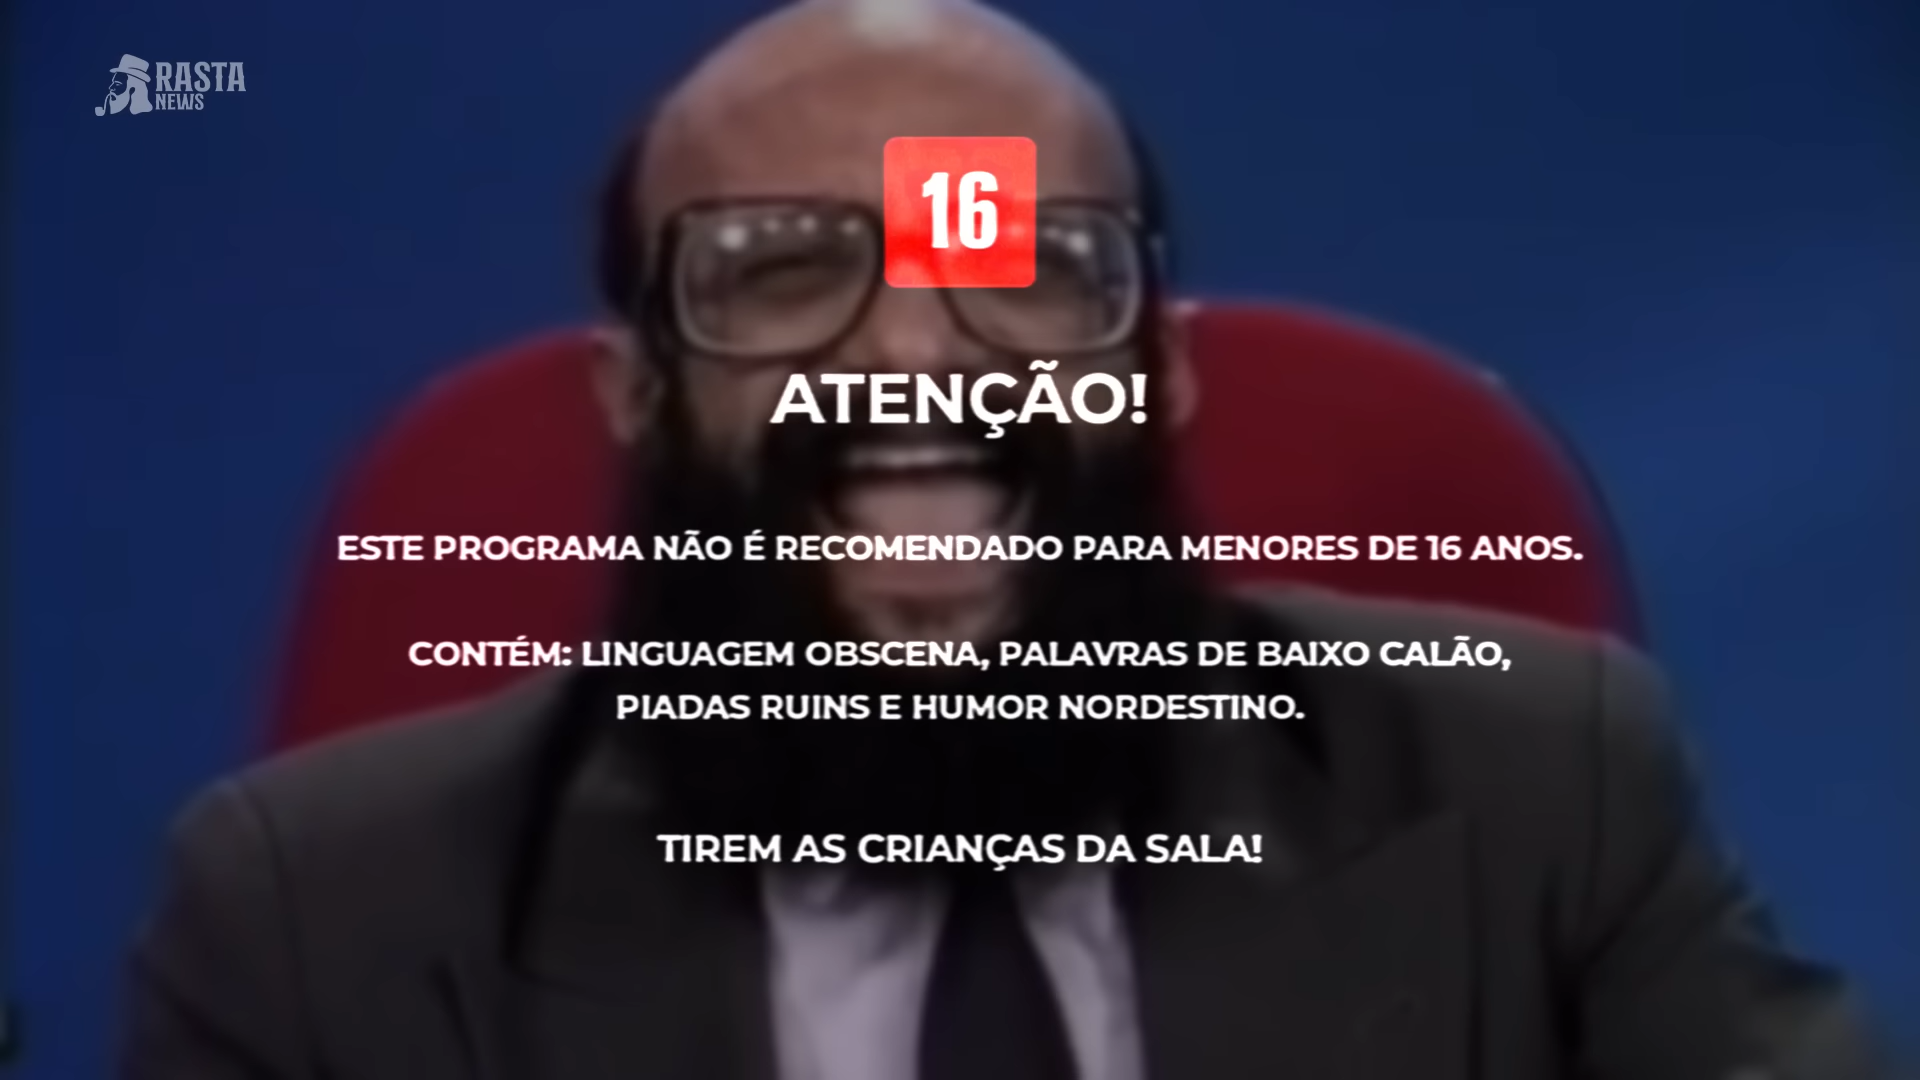 RASTA
NEWS
16
ATENÇÃO!
ESTE PROGRAMA NÃO É RECOMENDADO PARA MENORES DE 16 ANOS.
CONTÉM: LINGUAGEM OBSCENA, PALAVRAS DE BAIXO CALÃO,
PIADAS RUINS E HUMOR NORDESTINO.
TIREM AS CRIANÇAS DA SALA!